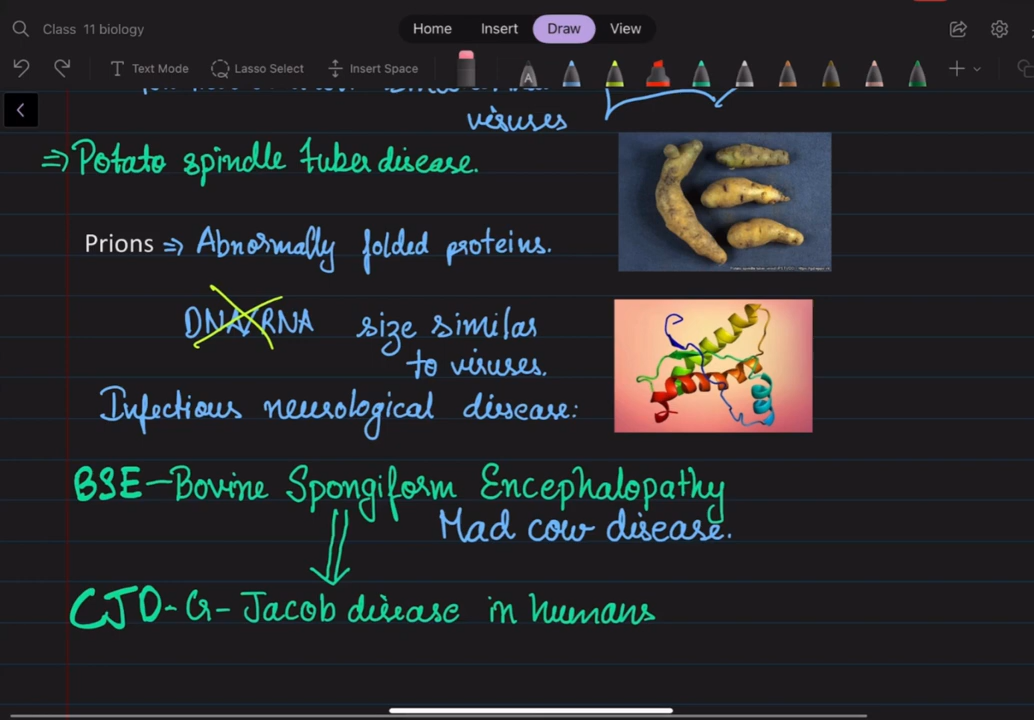 Class 11 biology
Home Insert Draw View
Text Mode Lasso Select Insert Space
viruses
⇒ Potato spindle tuber disease.
Prions ⇒ Abnormally folded proteins.
DNA/RNA size similar
to viruses.
Infectious neurological disease:
BSE-Bovine Spongiform Encephalopathy
Mad cow disease.
CJD- Cr- Jacob disease in humans